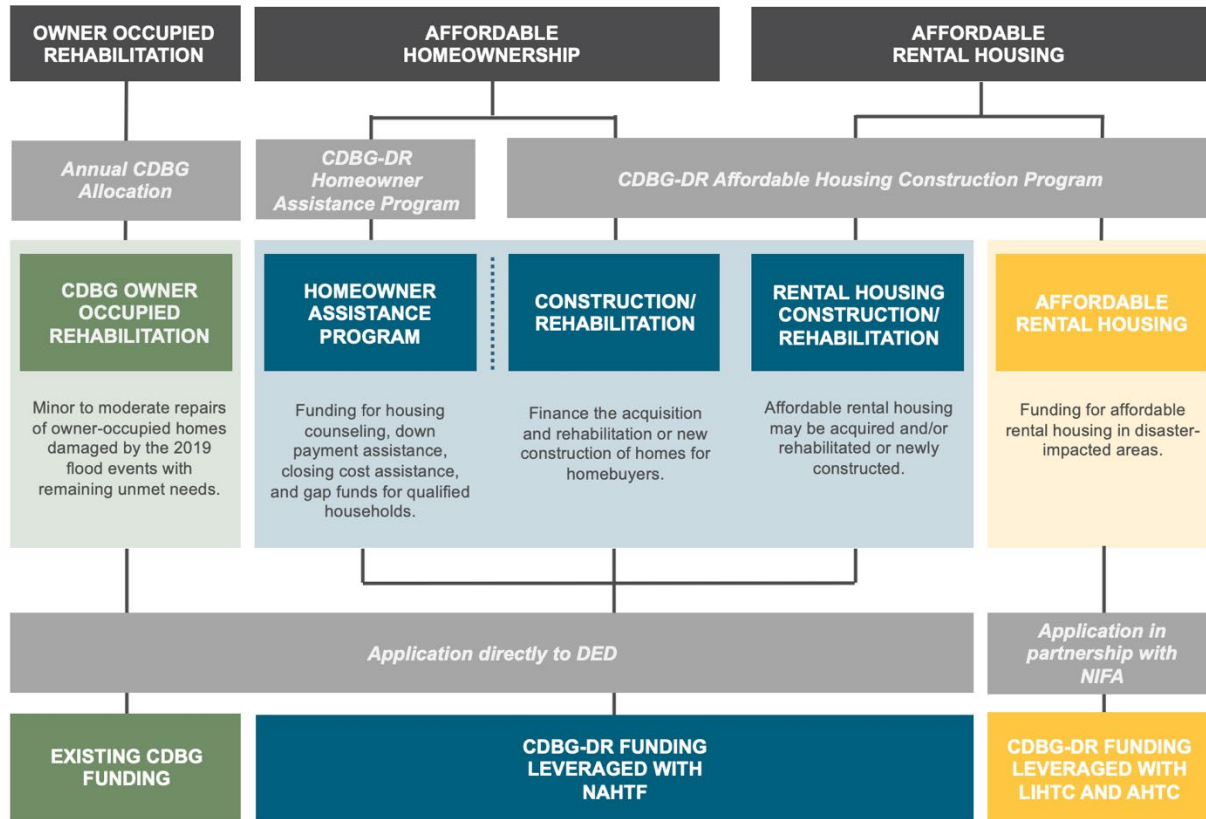 OWNER OCCUPIED
REHABILITATION
AFFORDABLE
HOMEOWNERSHIP
AFFORDABLE
RENTAL HOUSING
Annual CDBG
Allocation
CDBG-DR
Homeowner
Assistance Program
CDBG-DR Affordable Housing Construction Program
CDBG OWNER
OCCUPIED
REHABILITATION
HOMEOWNER
ASSISTANCE
PROGRAM
CONSTRUCTION/
REHABILITATION
RENTAL HOUSING
CONSTRUCTION/
REHABILITATION
AFFORDABLE
RENTAL HOUSING
Minor to moderate repairs
of owner-occupied homes
damaged by the 2019
flood events with
remaining unmet needs.
Funding for housing
counseling, down
payment assistance,
closing cost assistance,
and gap funds for qualified
households.
Finance the acquisition
and rehabilitation or new
construction of homes for
homebuyers.
Affordable rental housing
may be acquired and/or
rehabilitated or newly
constructed.
Funding for affordable
rental housing in disaster-
impacted areas.
Application directly to DED
Application in
partnership with
NIFA
EXISTING CDBG
FUNDING
CDBG-DR FUNDING
LEVERAGED WITH
NAHTF
CDBG-DR FUNDING
LEVERAGED WITH
LIHTC AND AHTC